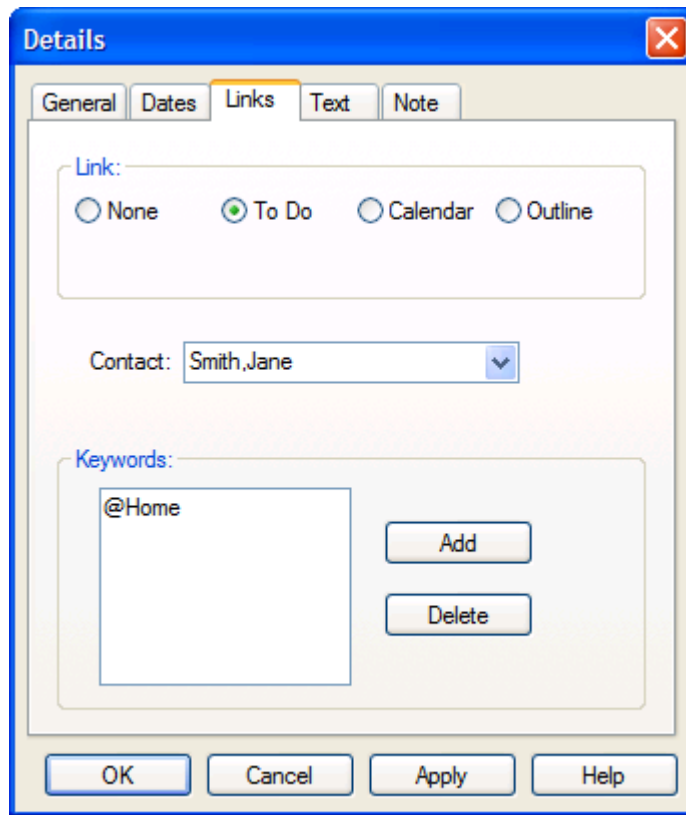 Details
General Dates Links Text Note
Link:
None To Do Calendar Outline
Contact: Smith,Jane
Keywords:
@Home
Add
Delete
OK Cancel Apply Help